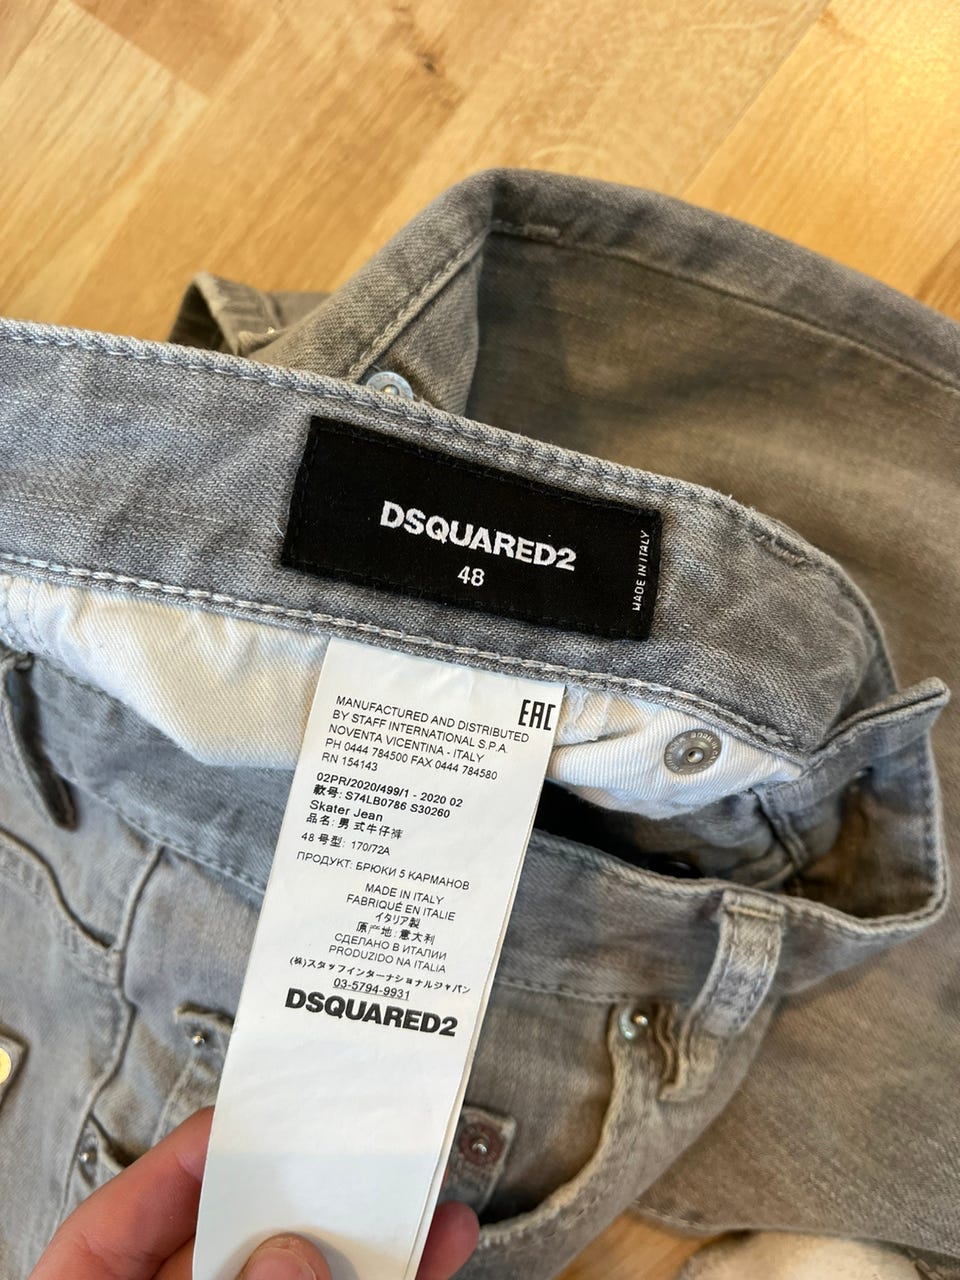 DSQUARED2
48
MADE IN ITALY
EAC
MANUFACTURED AND DISTRIBUTED
BY STAFF INTERNATIONAL S.P.A.
NOVENTA VICENTINA - ITALY
PH 0444 784500 FAX 0444 784580
RN 154143
02PR/2020/499/1 - 2020 02
款号: S74LB0786 S30260
Skater Jean
品名: 男 式牛仔裤
48 号型: 170/72A
ПРОДУКТ: БРЮКИ 5 КАРМАНОВ
MADE IN ITALY
FABRIQUÉ EN ITALIE
イタリア製
原产地: 意大利
СДЕЛАНО В ИТАЛИИ
PRODUZIDO NA ITALIA
(株)スタッフインターナショナルジャパン
03-5794-9931
DSQUARED2